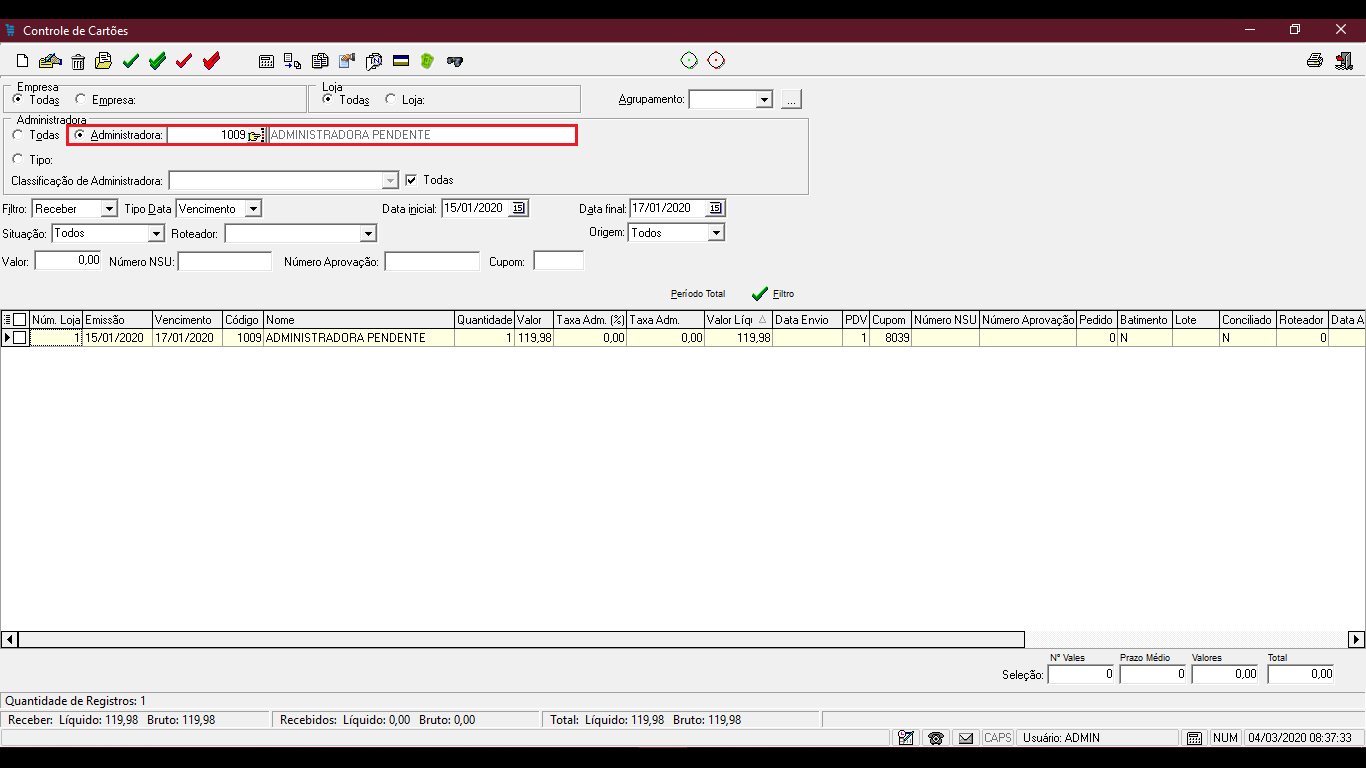 Controle de Cartões
Empresa
Todas Empresa:
Loja
Todas Loja:
Agrupamento: ...
Administradora
Todas Administradora: 1009 ADMINISTRADORA PENDENTE
Tipo:
Classificação de Administradora: Todas
Filtro: Receber Tipo Data Vencimento Data inicial: 15/01/2020 15 Data final: 17/01/2020 15
Situação: Todos Roteador: Origem: Todos
Valor: 0,00 Número NSU: Número Aprovação: Cupom:
Período Total Filtro
Núm. Loja Emissão Vencimento Código Nome Quantidade Valor Taxa Adm. (%) Taxa Adm. Valor Líqu Data Envio PDV Cupom Número NSU Número Aprovação Pedido Batimento Lote Conciliado Roteador Data A
1 15/01/2020 17/01/2020 1009 ADMINISTRADORA PENDENTE 1 119,98 0,00 0,00 119,98 1 8039 0 N N 0
Nº Vales Prazo Médio Valores Total
Seleção: 0 0 0,00 0,00
Quantidade de Registros: 1
Receber: Líquido: 119,98 Bruto: 119,98 Recebidos: Líquido: 0,00 Bruto: 0,00 Total: Líquido: 119,98 Bruto: 119,98
CAPS Usuário: ADMIN NUM 04/03/2020 08:37:33